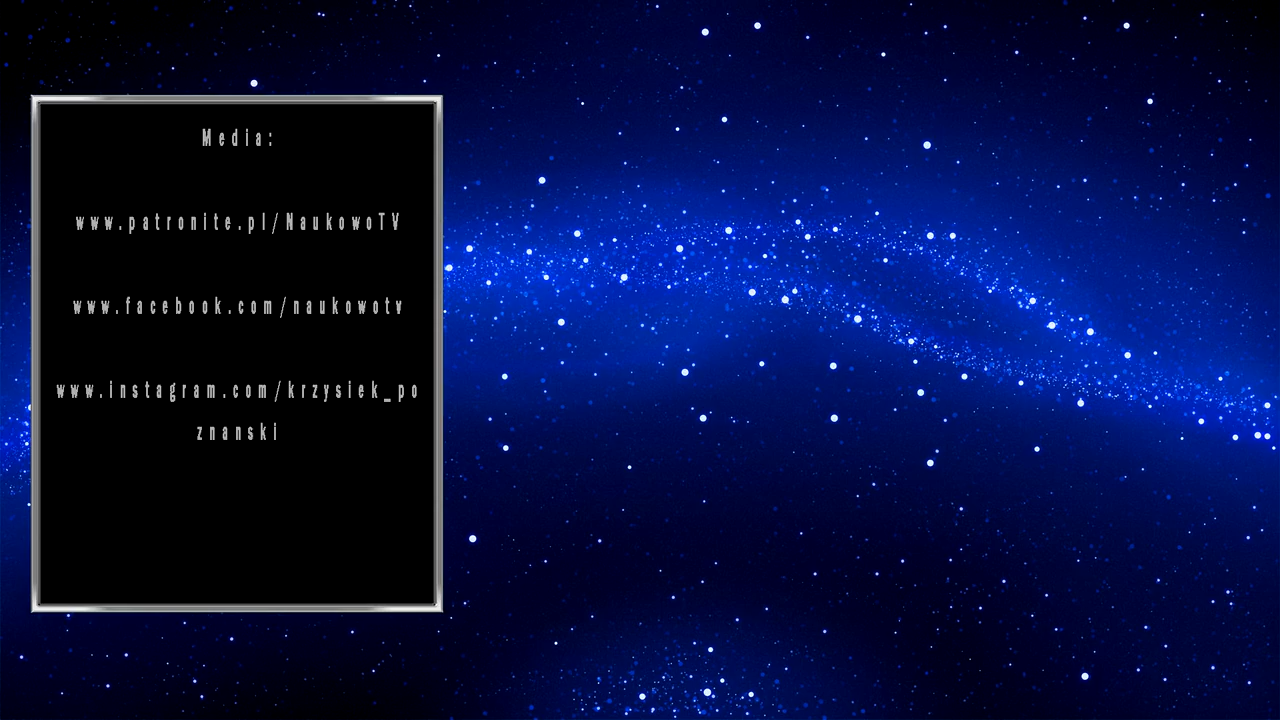 Media:
www.patronite.pl/NaukowoTV
www.facebook.com/naukowotv
www.instagram.com/krzysiek_po
znanski